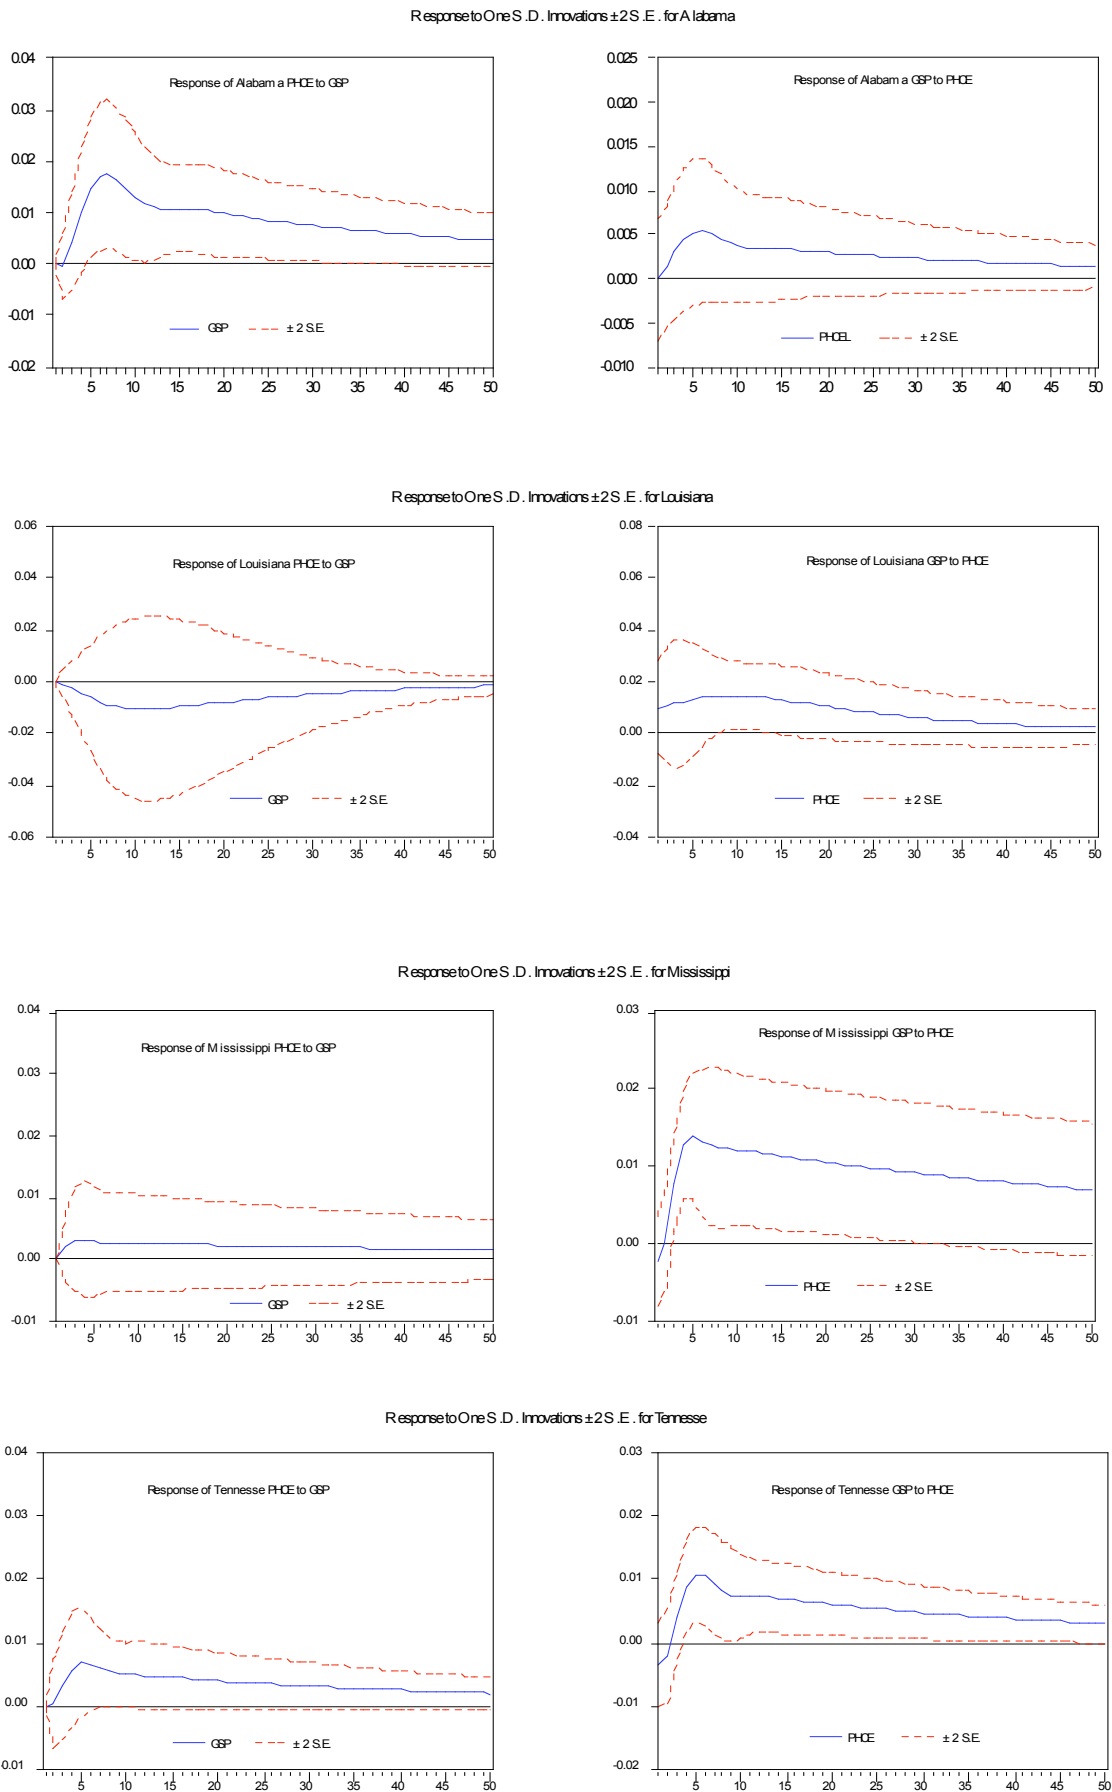 Response to One S.D. Innovations ± 2 S.E. for Alabama
0.04
0.03
0.02
0.01
0.00
-0.01
-0.02
Response of Alabama PHCE to GSP
GSP ± 2 S.E.
5 10 15 20 25 30 35 40 45 50
0.025
0.020
0.015
0.010
0.005
0.000
-0.005
-0.010
Response of Alabama GSP to PHCE
PHCEL ± 2 S.E.
5 10 15 20 25 30 35 40 45 50
Response to One S.D. Innovations ± 2 S.E. for Louisiana
0.06
0.04
0.02
0.00
-0.02
-0.04
-0.06
Response of Louisiana PHCE to GSP
GSP ± 2 S.E.
5 10 15 20 25 30 35 40 45 50
0.08
0.06
0.04
0.02
0.00
-0.02
-0.04
Response of Louisiana GSP to PHCE
PHCE ± 2 S.E.
5 10 15 20 25 30 35 40 45 50
Response to One S.D. Innovations ± 2 S.E. for Mississippi
0.04
0.03
0.02
0.01
0.00
-0.01
Response of Mississippi PHCE to GSP
GSP ± 2 S.E.
5 10 15 20 25 30 35 40 45 50
0.03
0.02
0.01
0.00
-0.01
Response of Mississippi GSP to PHCE
PHCE ± 2 S.E.
5 10 15 20 25 30 35 40 45 50
Response to One S.D. Innovations ± 2 S.E. for Tennesse
0.04
0.03
0.02
0.01
0.00
-0.01
Response of Tennesse PHCE to GSP
GSP ± 2 S.E.
5 10 15 20 25 30 35 40 45 50
0.03
0.02
0.01
0.00
-0.01
-0.02
Response of Tennesse GSP to PHCE
PHCE ± 2 S.E.
5 10 15 20 25 30 35 40 45 50